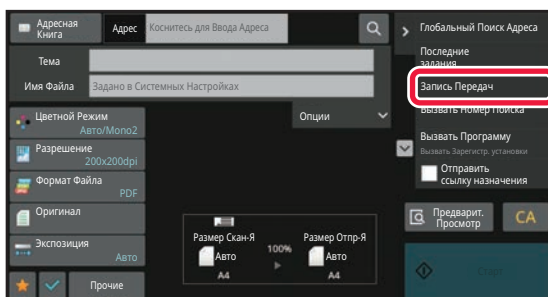 Адресная
Книга
Адрес
Коснитесь для Ввода Адреса
Тема
Имя Файла
Задано в Системных Настройках
Цветной Режим
Авто/Mono2
Опции
Разрешение
200x200dpi
Формат Файла
PDF
Оригинал
Экспозиция
Авто
Прочие
Размер Скан-Я
Авто
A4
100%
Размер Отпр-Я
Авто
A4
Глобальный Поиск Адреса
Последние
задания
Запись Передач
Вызвать Номер Поиска
Вызвать Программу
Вызвать Зарегистр. установки
Отправить
ссылку назначения
Предварит.
Просмотр
CA
Старт